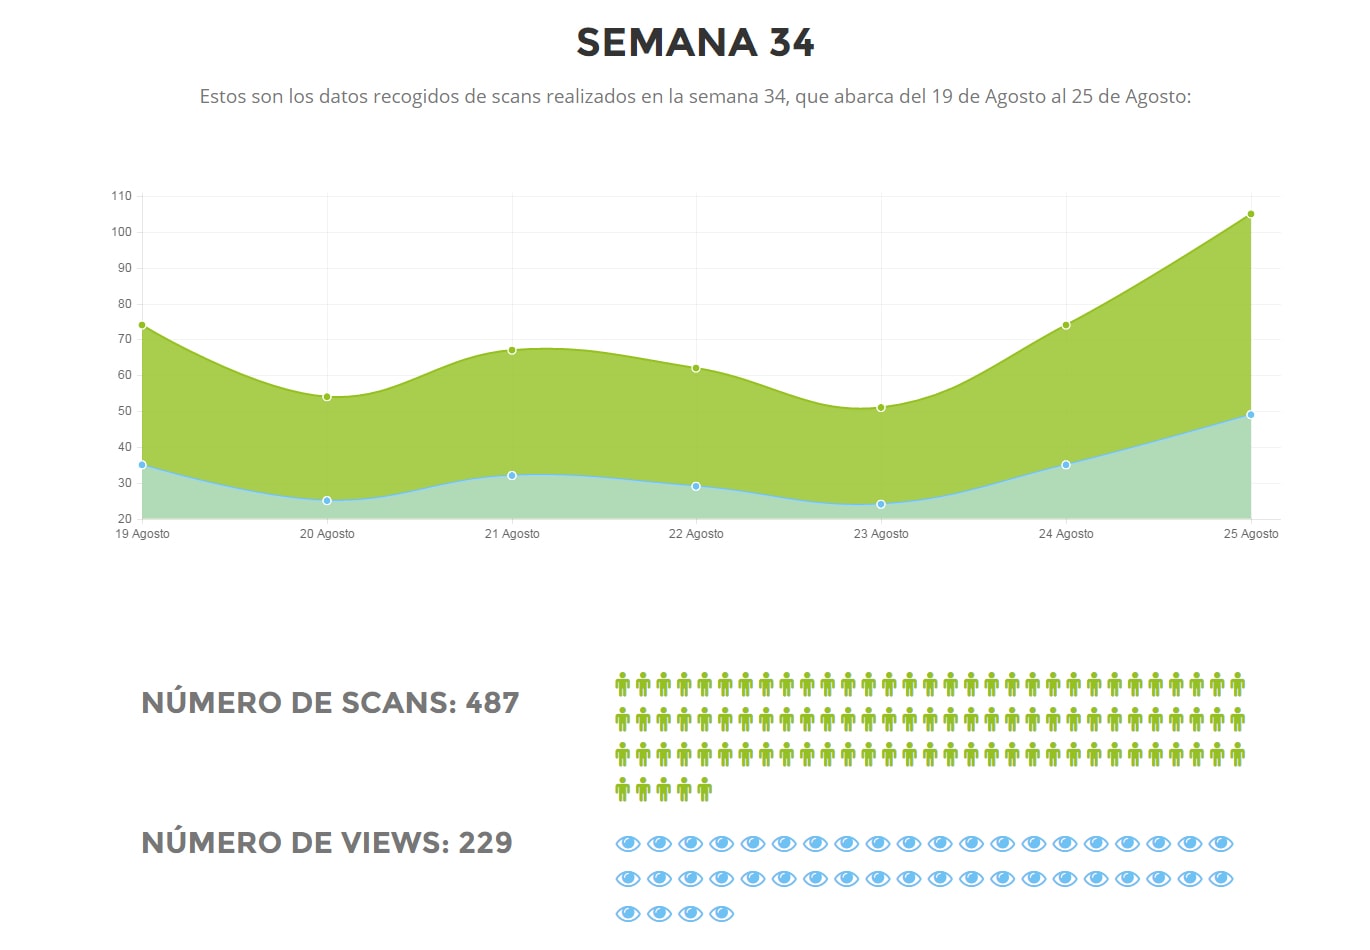 SEMANA 34
Estos son los datos recogidos de scans realizados en la semana 34, que abarca del 19 de Agosto al 25 de Agosto:
110
100
90
80
70
60
50
40
30
20
19 Agosto 20 Agosto 21 Agosto 22 Agosto 23 Agosto 24 Agosto 25 Agosto
NÚMERO DE SCANS: 487
NÚMERO DE VIEWS: 229